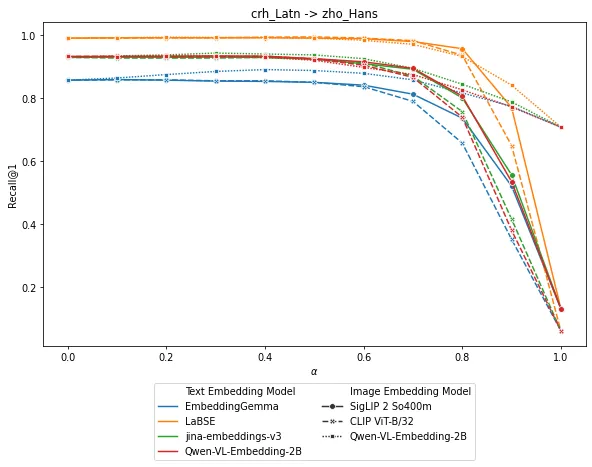 crh_Latn -> zho_Hans
Recall@1
1.0
0.8
0.6
0.4
0.2
0.0 0.2 0.4 0.6 0.8 1.0
α
Text Embedding Model
EmbeddingGemma
LaBSE
jina-embeddings-v3
Qwen-VL-Embedding-2B
Image Embedding Model
SigLIP 2 So400m
CLIP ViT-B/32
Qwen-VL-Embedding-2B